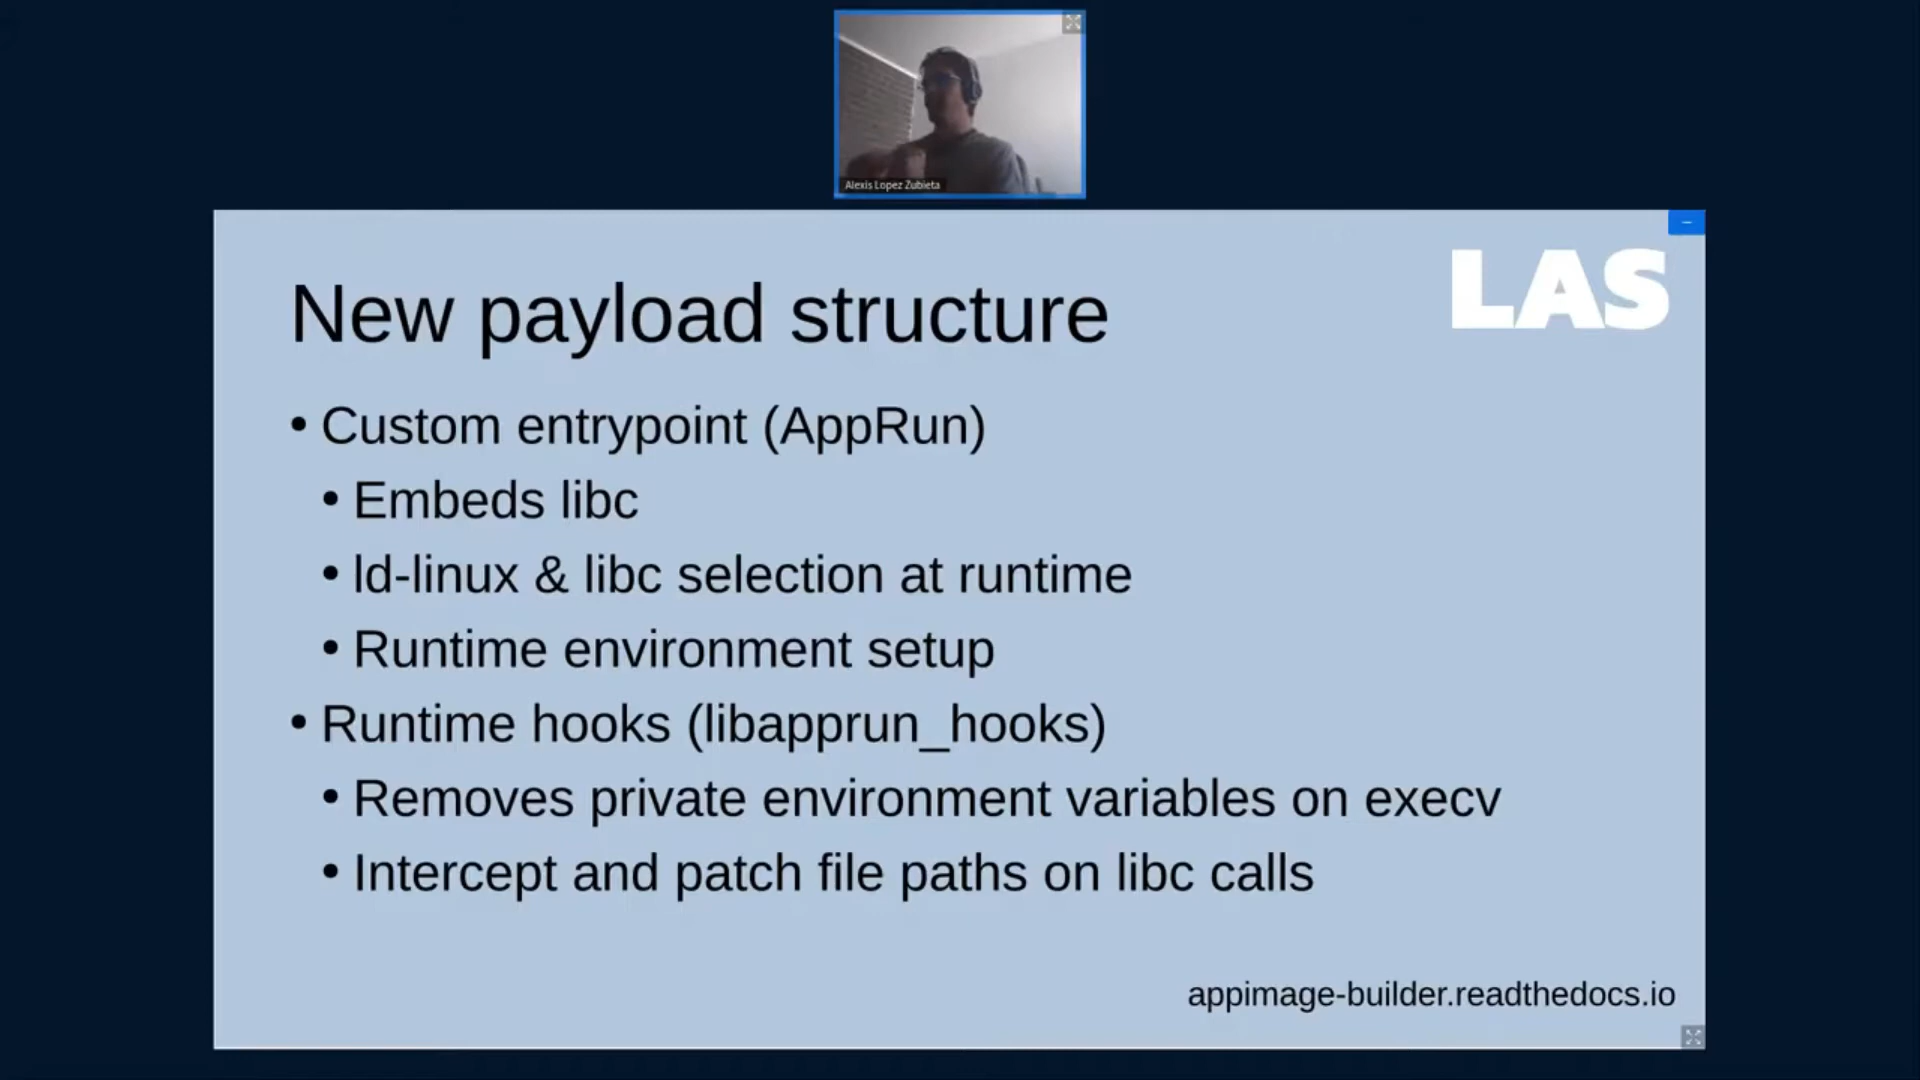 Alexis Lopez Zubieta
LAS
New payload structure
• Custom entrypoint (AppRun)
• Embeds libc
• ld-linux & libc selection at runtime
• Runtime environment setup
• Runtime hooks (libapprun_hooks)
• Removes private environment variables on execv
• Intercept and patch file paths on libc calls
appimage-builder.readthedocs.io